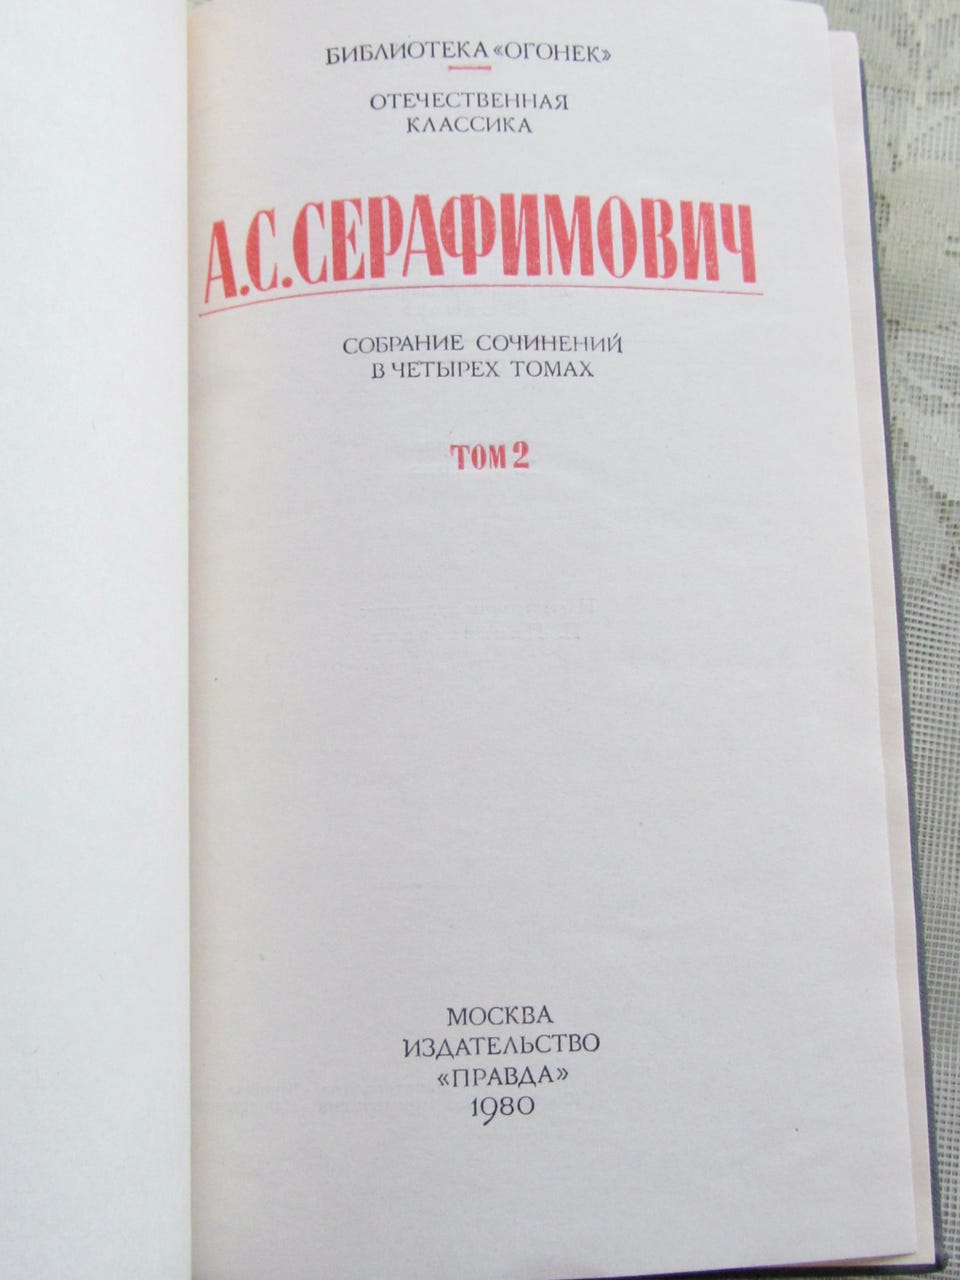 БИБЛИОТЕКА «ОГОНЕК»
ОТЕЧЕСТВЕННАЯ
КЛАССИКА
А.С.СЕРАФИМОВИЧ
СОБРАНИЕ СОЧИНЕНИЙ
В ЧЕТЫРЕХ ТОМАХ
ТОМ 2
МОСКВА
ИЗДАТЕЛЬСТВО
«ПРАВДА»
1980